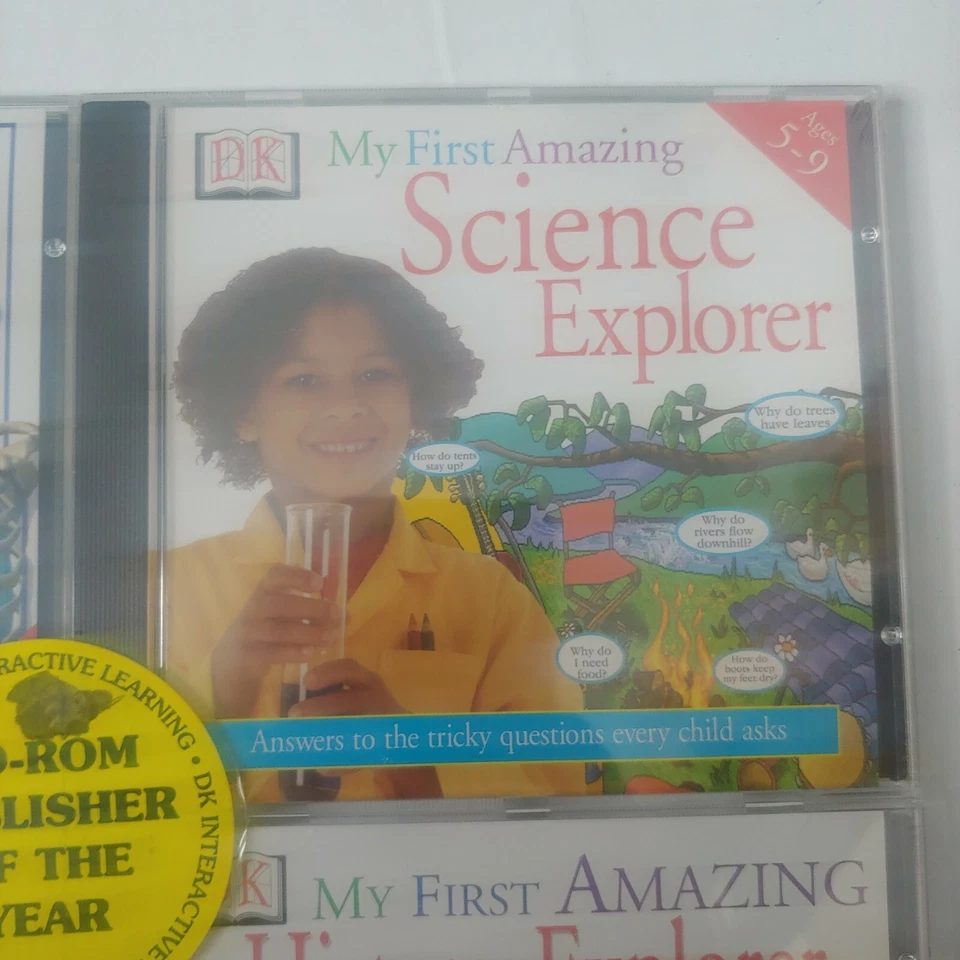 DK
My First Amazing
Science
Explorer
Ages
5-9
Why do trees
have leaves
How do tents
stay up?
Why do
rivers flow
downhill?
Why do
I need
food?
How do
boots keep
my feet dry?
Answers to the tricky questions every child asks
RACTIVE LEARNING • DK INTERACTIVE
D-ROM
LISHER
F THE
YEAR
K
MY FIRST AMAZING
Explorer